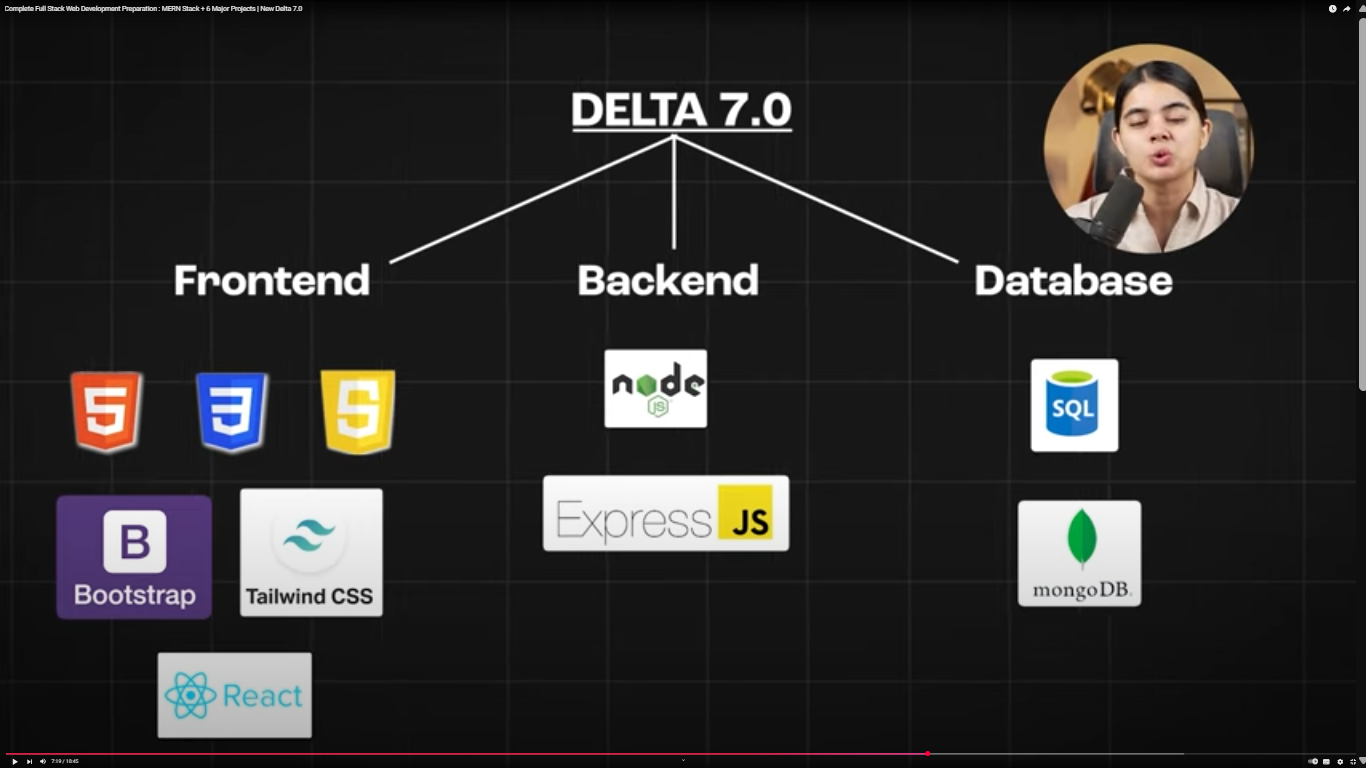 Complete Full Stack Web Development Preparation : MERN Stack + 6 Major Projects | New Delta 7.0
DELTA 7.0
Frontend
Backend
Database
5
3
5
node
JS
SQL
B
Bootstrap
Tailwind CSS
Express JS
mongoDB.
React
7:19 / 10:45